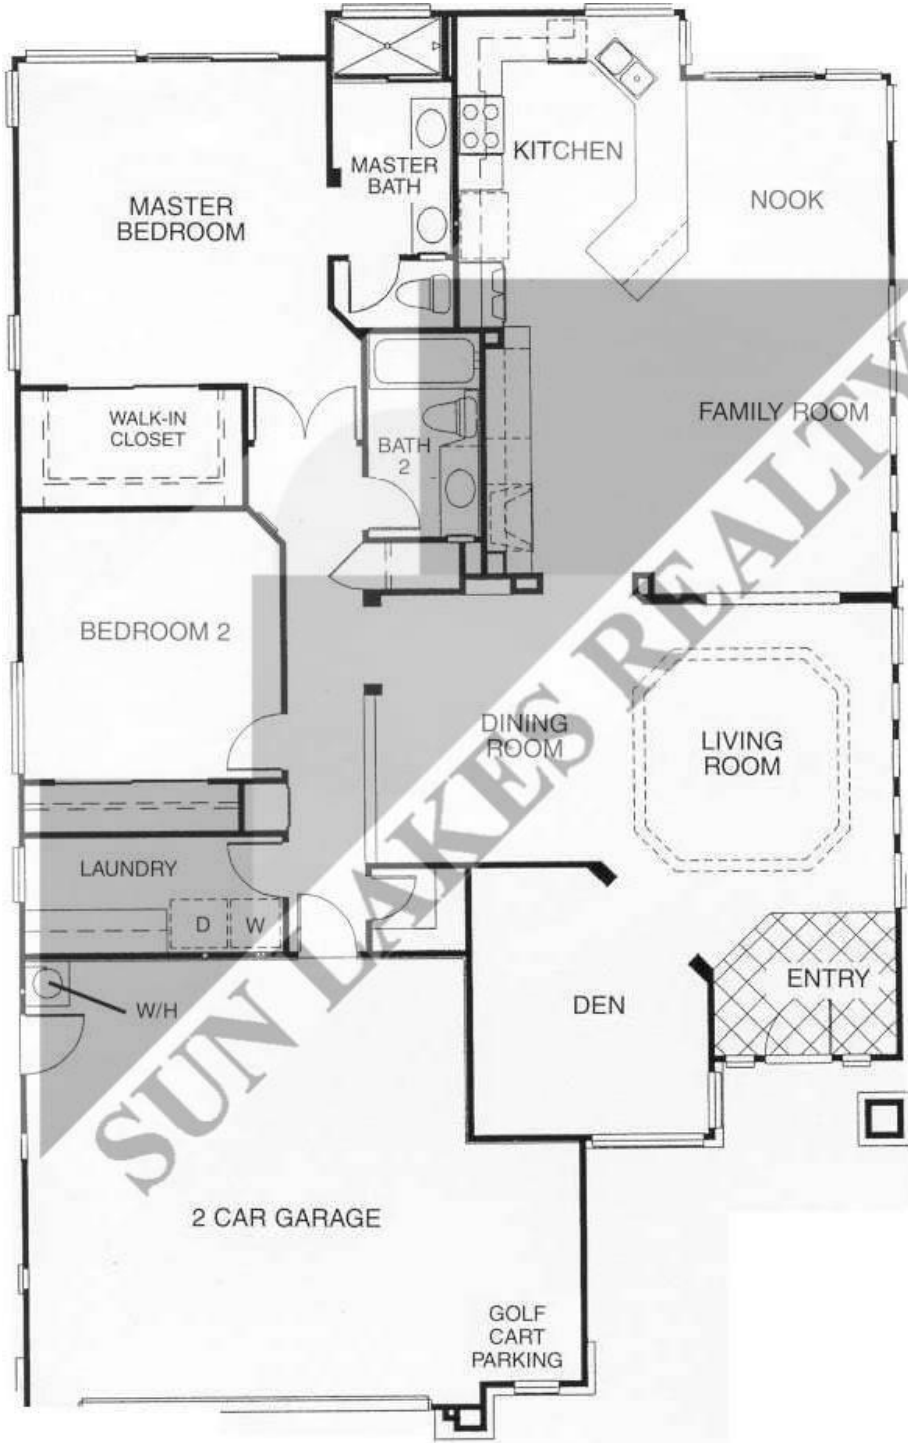 KITCHEN
MASTER
BATH
NOOK
MASTER
BEDROOM
FAMILY ROOM
WALK-IN
CLOSET
BATH
2
BEDROOM 2
DINING
ROOM
LIVING
ROOM
LAUNDRY
D
W
ENTRY
DEN
W/H
2 CAR GARAGE
GOLF
CART
PARKING
SUN LAKES REALTY